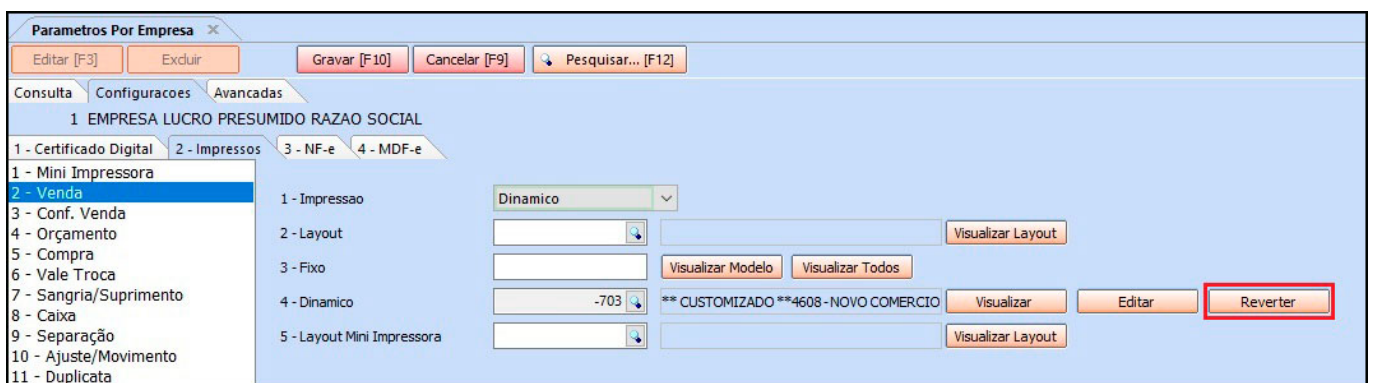 Parametros Por Empresa
Editar [F3] Excluir Gravar [F10] Cancelar [F9] Pesquisar... [F12]
Consulta Configuracoes Avancadas
1 EMPRESA LUCRO PRESUMIDO RAZAO SOCIAL
1 - Certificado Digital 2 - Impressos 3 - NF-e 4 - MDF-e
1 - Mini Impressora
2 - Venda
3 - Conf. Venda
4 - Orçamento
5 - Compra
6 - Vale Troca
7 - Sangria/Suprimento
8 - Caixa
9 - Separação
10 - Ajuste/Movimento
11 - Duplicata
1 - Impressao Dinamico
2 - Layout Visualizar Layout
3 - Fixo Visualizar Modelo Visualizar Todos
4 - Dinamico -703 ** CUSTOMIZADO **4608 - NOVO COMERCIO Visualizar Editar Reverter
5 - Layout Mini Impressora Visualizar Layout